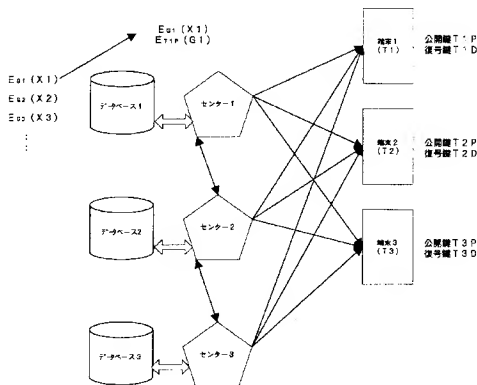 EG1 (X1)
ET1P (G1)
EG1 (X1)
EG2 (X2)
EG3 (X3)
⋮
データベース1
センター1
データベース2
センター2
データベース3
センター3
端末1
(T1)
公開鍵T1P
復号鍵T1D
端末2
(T2)
公開鍵T2P
復号鍵T2D
端末3
(T3)
公開鍵T3P
復号鍵T3D